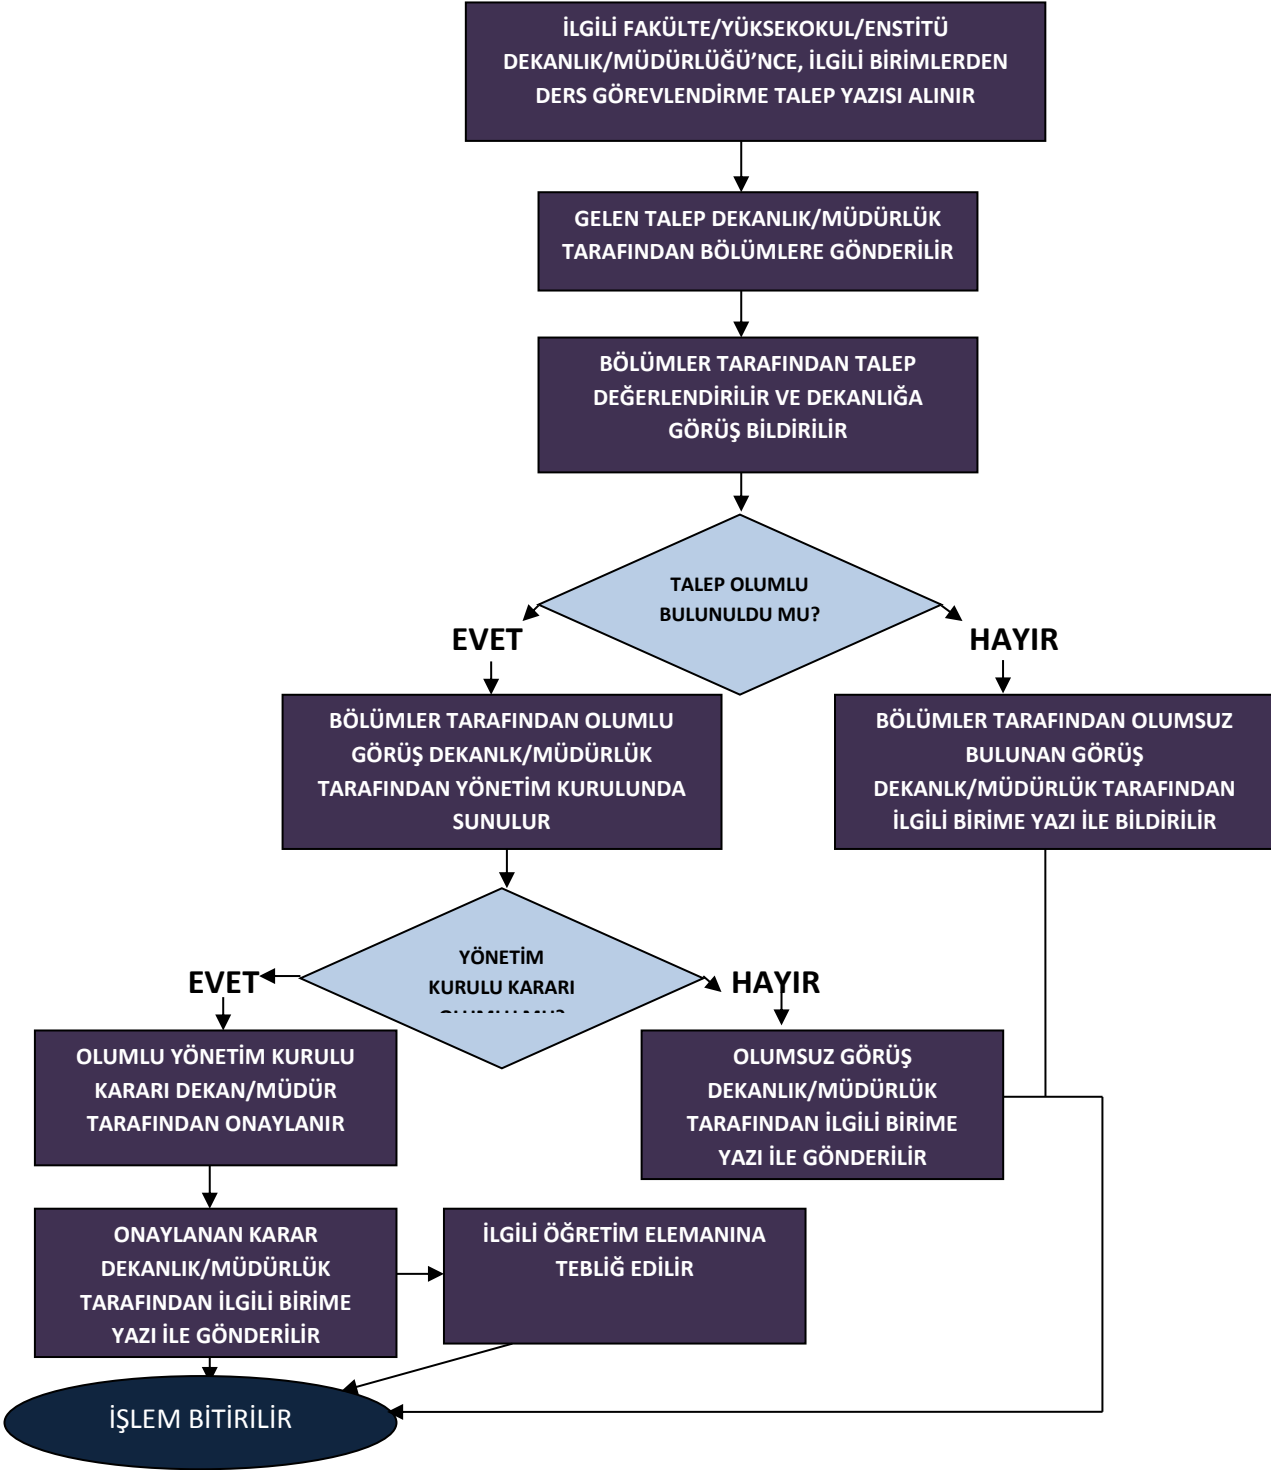 İLGİLİ FAKÜLTE/YÜKSEKOKUL/ENSTİTÜ
DEKANLIK/MÜDÜRLÜĞÜ’NCE, İLGİLİ BİRİMLERDEN
DERS GÖREVLENDİRME TALEP YAZISI ALINIR
GELEN TALEP DEKANLIK/MÜDÜRLÜK
TARAFINDAN BÖLÜMLERE GÖNDERİLİR
BÖLÜMLER TARAFINDAN TALEP
DEĞERLENDİRİLİR VE DEKANLIĞA
GÖRÜŞ BİLDİRİLİR
TALEP OLUMLU
BULUNULDU MU?
EVET
HAYIR
BÖLÜMLER TARAFINDAN OLUMLU
GÖRÜŞ DEKANLK/MÜDÜRLÜK
TARAFINDAN YÖNETİM KURULUNDA
SUNULUR
BÖLÜMLER TARAFINDAN OLUMSUZ
BULUNAN GÖRÜŞ
DEKANLK/MÜDÜRLÜK TARAFINDAN
İLGİLİ BİRİME YAZI İLE BİLDİRİLİR
YÖNETİM
KURULU KARARI
EVET
HAYIR
OLUMLU YÖNETİM KURULU
KARARI DEKAN/MÜDÜR
TARAFINDAN ONAYLANIR
OLUMSUZ GÖRÜŞ
DEKANLIK/MÜDÜRLÜK
TARAFINDAN İLGİLİ BİRİME
YAZI İLE GÖNDERİLİR
ONAYLANAN KARAR
DEKANLIK/MÜDÜRLÜK
TARAFINDAN İLGİLİ BİRİME
YAZI İLE GÖNDERİLİR
İLGİLİ ÖĞRETİM ELEMANINA
TEBLİĞ EDİLİR
İŞLEM BİTİRİLİR